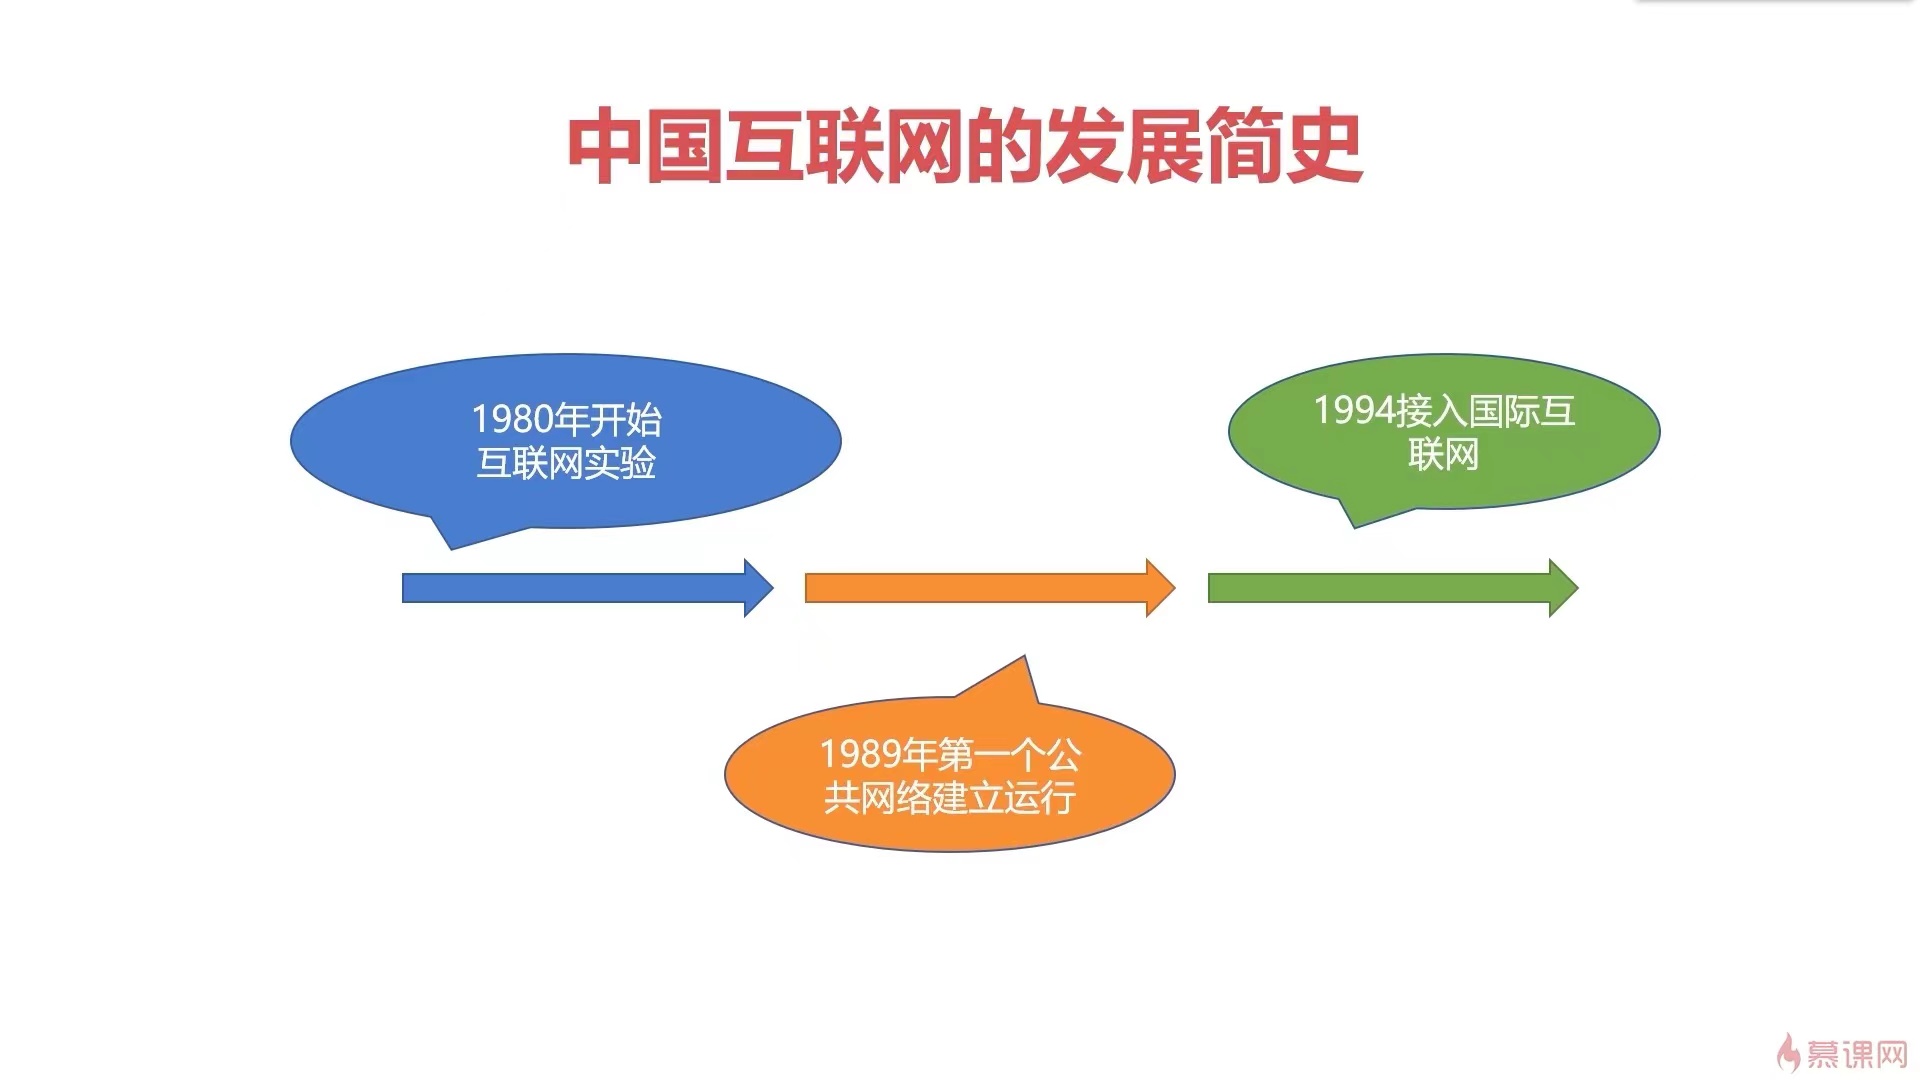 中国互联网的发展简史
1980年开始
互联网实验
1994接入国际互
联网
1989年第一个公
共网络建立运行
慕课网